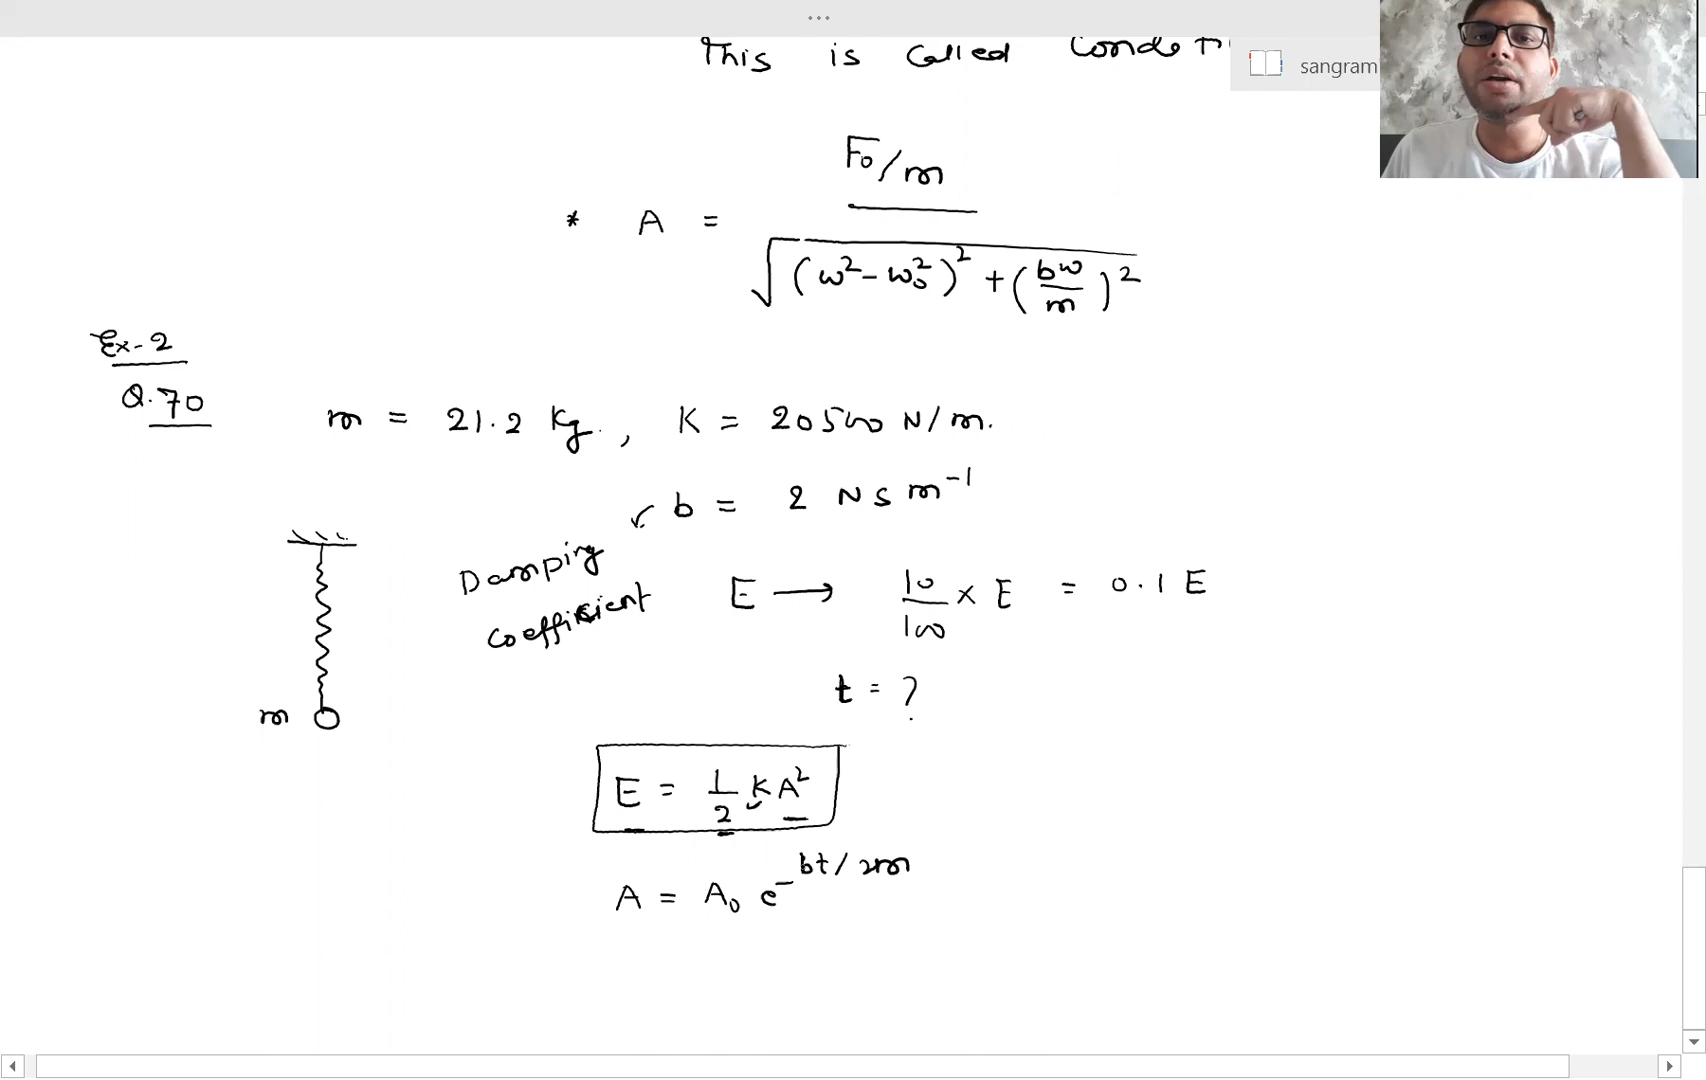 This is called
sangram
* A = F₀/m / √((ω² - ω₀²)² + (bω/m)²)
Ex-2
Q.70
m = 21.2 Kg, K = 20500 N/m.
b = 2 N s m⁻¹
Damping coefficient
E → 10/100 × E = 0.1 E
t = ?
m
E = 1/2 K A²
A = A₀ e^-bt/2m